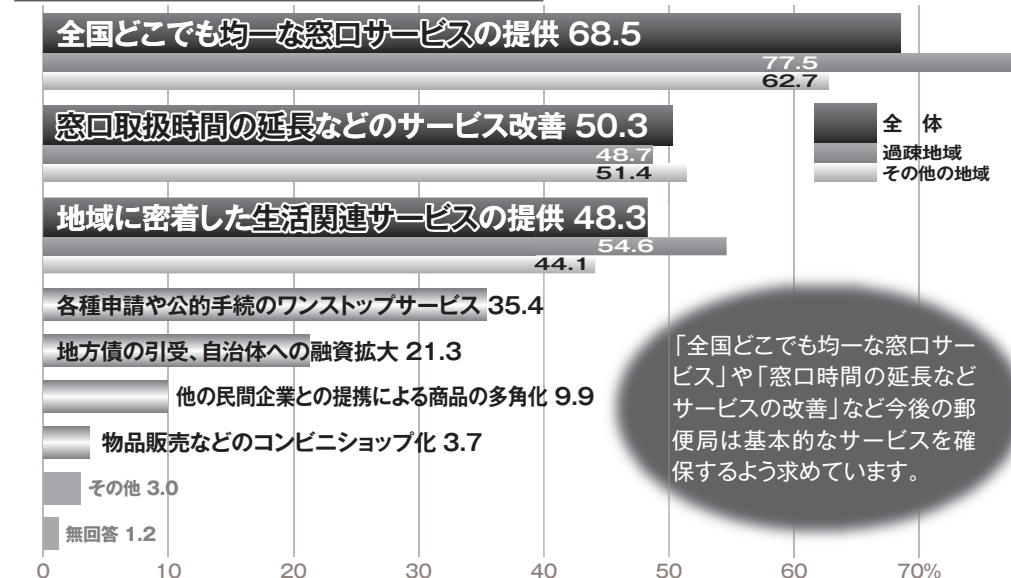 全国どこでも均一な窓口サービスの提供 68.5
77.5
62.7
窓口取扱時間の延長などのサービス改善 50.3
48.7
51.4
全 体
過疎地域
その他の地域
地域に密着した生活関連サービスの提供 48.3
54.6
44.1
各種申請や公的手続のワンストップサービス 35.4
地方債の引受、自治体への融資拡大 21.3
他の民間企業との提携による商品の多角化 9.9
物品販売などのコンビニショップ化 3.7
その他 3.0
無回答 1.2
「全国どこでも均一な窓口サー
ビス」や「窓口時間の延長など
サービスの改善」など今後の郵
便局は基本的なサービスを確
保するよう求めています。
0 10 20 30 40 50 60 70%